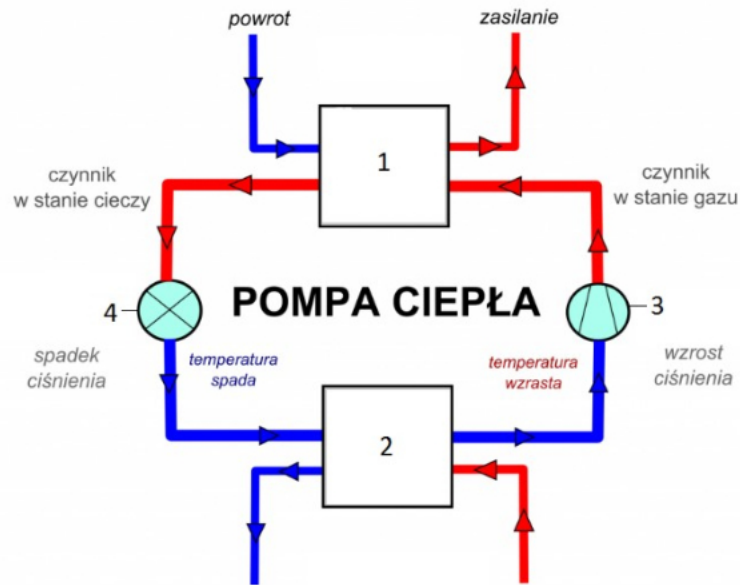 powrot
zasilanie
1
czynnik
w stanie cieczy
czynnik
w stanie gazu
4
POMPA CIEPŁA
3
spadek
ciśnienia
temperatura
spada
temperatura
wzrasta
wzrost
ciśnienia
2